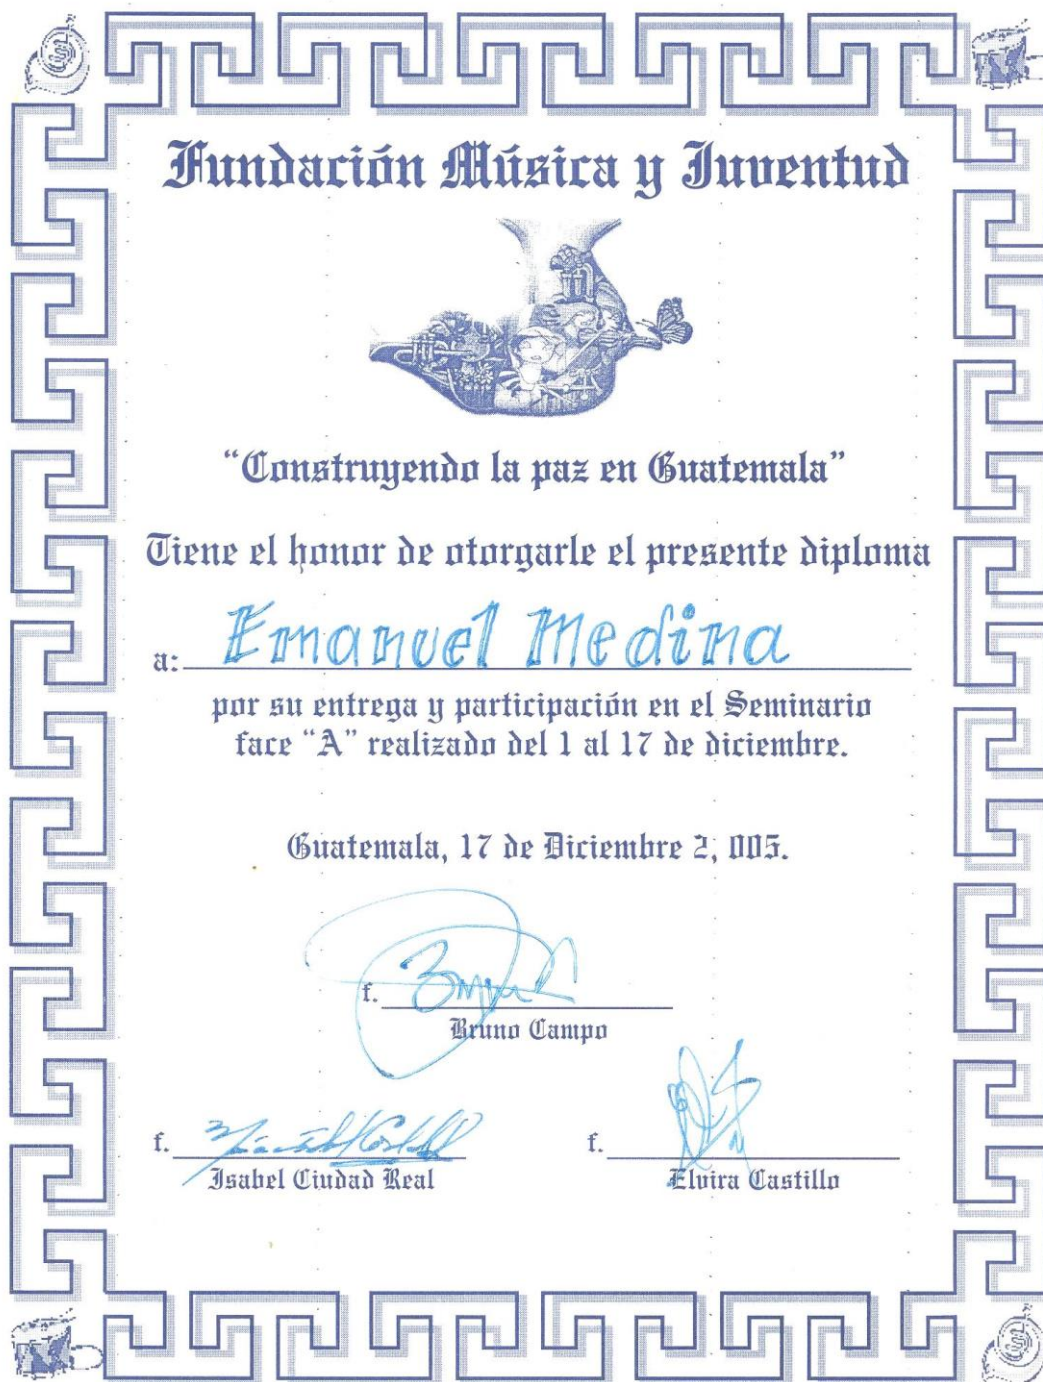 Fundación Música y Juventud
“Construyendo la paz en Guatemala”
Tiene el honor de otorgarle el presente diploma
a: Emanuel Medina
por su entrega y participación en el Seminario
face “A” realizado del 1 al 17 de diciembre.
Guatemala, 17 de Diciembre 2, 005.
f.
Bruno Campo
f. f.
Isabel Ciudad Real Elvira Castillo